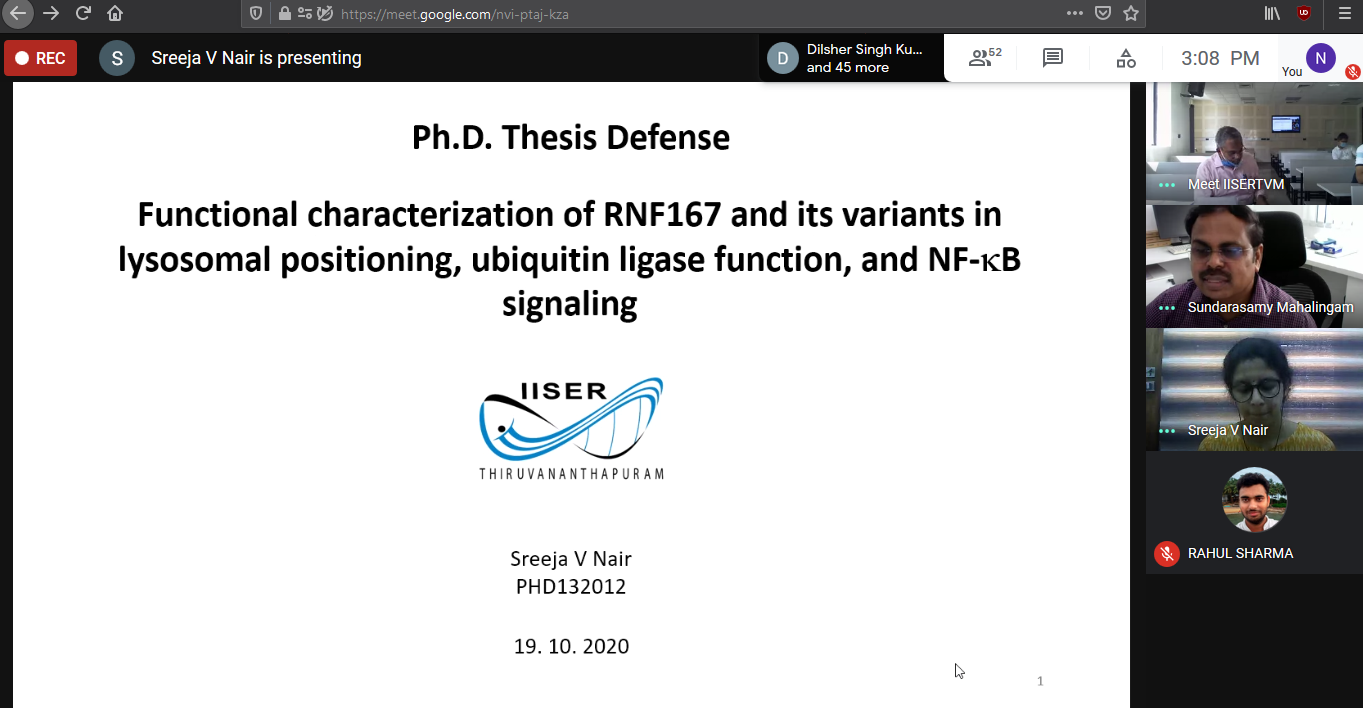 https://meet.google.com/nvi-ptaj-kza
REC
S
Sreeja V Nair is presenting
D
Dilsher Singh Ku...
and 45 more
52
3:08 PM
You
N
Ph.D. Thesis Defense
Functional characterization of RNF167 and its variants in
lysosomal positioning, ubiquitin ligase function, and NF-κB
signaling
IISER
THIRUVANANTHAPURAM
Sreeja V Nair
PHD132012
19. 10. 2020
1
Meet IISERTVM
Sundarasamy Mahalingam
Sreeja V Nair
RAHUL SHARMA